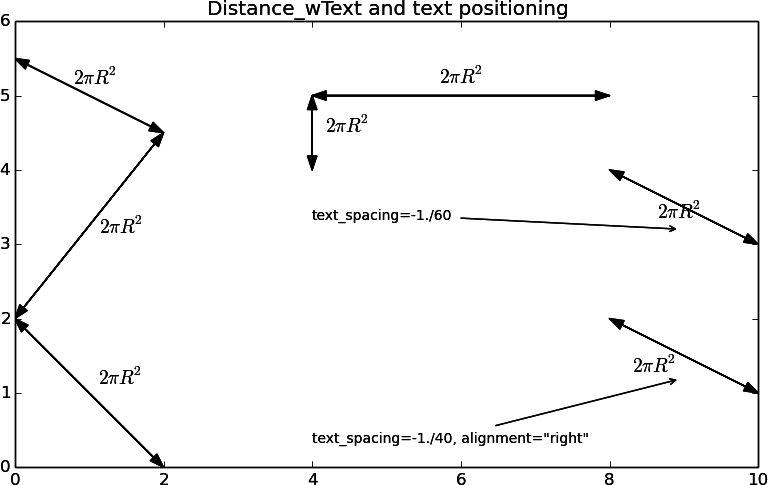 Distance_wText and text positioning
6
5
4
3
2
1
0
$2\pi R^2$
$2\pi R^2$
$2\pi R^2$
$2\pi R^2$
text_spacing=-1./60
$2\pi R^2$
$2\pi R^2$
$2\pi R^2$
text_spacing=-1./40, alignment="right"
0 2 4 6 8 10